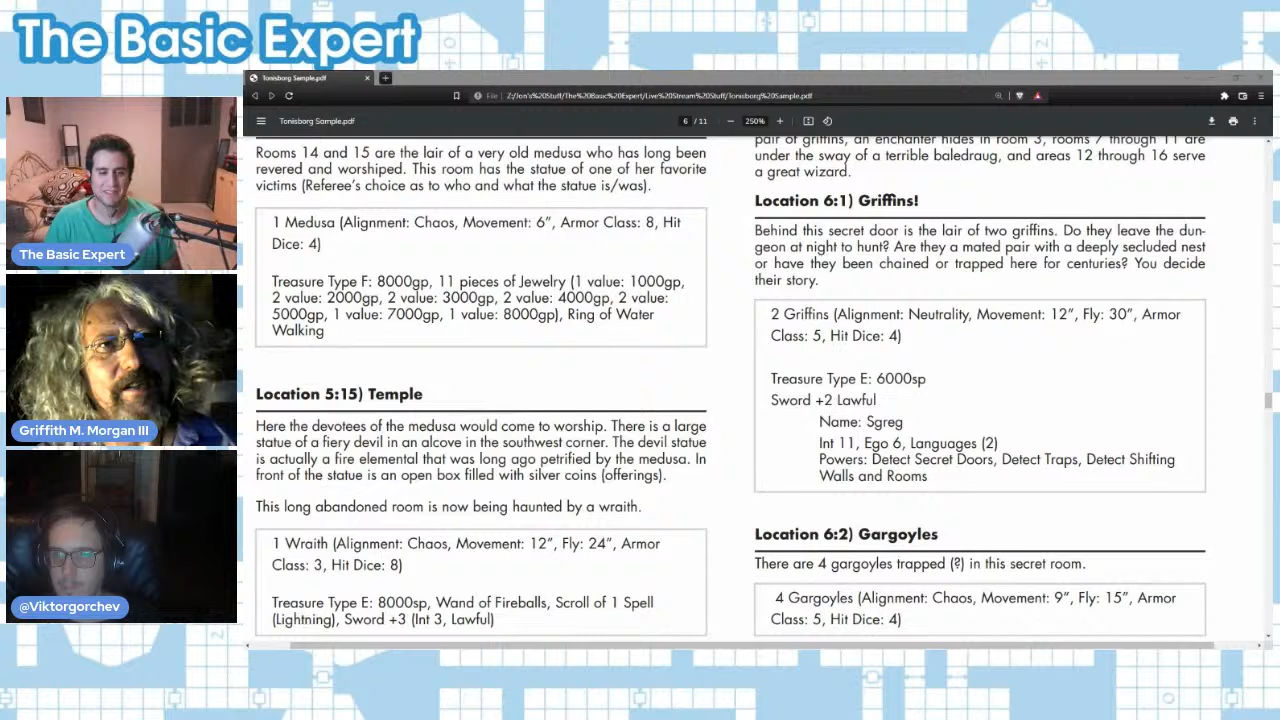 The Basic Expert
Tonisborg Sample.pdf
File
Z:/Jon's%20Stuff/The%20Basic%20Expert/Live%20Stream%20Stuff/Tonisborg%20Sample.pdf
Tonisborg Sample.pdf
6 / 11
250%
The Basic Expert
Griffith M. Morgan III
@Viktorgorchev
Rooms 14 and 15 are the lair of a very old medusa who has long been
revered and worshiped. This room has the statue of one of her favorite
victims (Referee's choice as to who and what the statue is/was).
1 Medusa (Alignment: Chaos, Movement: 6", Armor Class: 8, Hit
Dice: 4)
Treasure Type F: 8000gp, 11 pieces of Jewelry (1 value: 1000gp,
2 value: 2000gp, 2 value: 3000gp, 2 value: 4000gp, 2 value:
5000gp, 1 value: 7000gp, 1 value: 8000gp), Ring of Water
Walking
Location 5:15) Temple
Here the devotees of the medusa would come to worship. There is a large
statue of a fiery devil in an alcove in the southwest corner. The devil statue
is actually a fire elemental that was long ago petrified by the medusa. In
front of the statue is an open box filled with silver coins (offerings).
This long abandoned room is now being haunted by a wraith.
1 Wraith (Alignment: Chaos, Movement: 12", Fly: 24", Armor
Class: 3, Hit Dice: 8)
Treasure Type E: 8000sp, Wand of Fireballs, Scroll of 1 Spell
(Lightning), Sword +3 (Int 3, Lawful)
pair of griffins, an enchanter hides in room 3, rooms 7 through 11 are
under the sway of a terrible baledraug, and areas 12 through 16 serve
a great wizard.
Location 6:1) Griffins!
Behind this secret door is the lair of two griffins. Do they leave the dun-
geon at night to hunt? Are they a mated pair with a deeply secluded nest
or have they been chained or trapped here for centuries? You decide
their story.
2 Griffins (Alignment: Neutrality, Movement: 12", Fly: 30", Armor
Class: 5, Hit Dice: 4)
Treasure Type E: 6000sp
Sword +2 Lawful
Name: Sgreg
Int 11, Ego 6, Languages (2)
Powers: Detect Secret Doors, Detect Traps, Detect Shifting
Walls and Rooms
Location 6:2) Gargoyles
There are 4 gargoyles trapped (?) in this secret room.
4 Gargoyles (Alignment: Chaos, Movement: 9", Fly: 15", Armor
Class: 5, Hit Dice: 4)